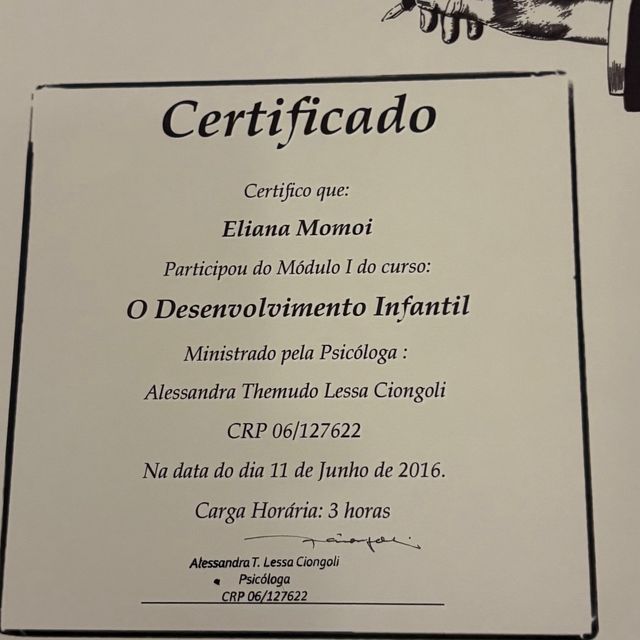 Certificado
Certifico que:
Eliana Momoi
Participou do Módulo I do curso:
O Desenvolvimento Infantil
Ministrado pela Psicóloga :
Alessandra Themudo Lessa Ciongoli
CRP 06/127622
Na data do dia 11 de Junho de 2016.
Carga Horária: 3 horas
Alessandra T. Lessa Ciongoli
Psicóloga
CRP 06/127622